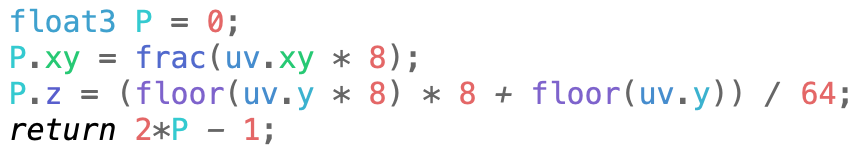 float3 P = 0;
P.xy = frac(uv.xy * 8);
P.z = (floor(uv.y * 8) * 8 + floor(uv.y)) / 64;
return 2*P - 1;